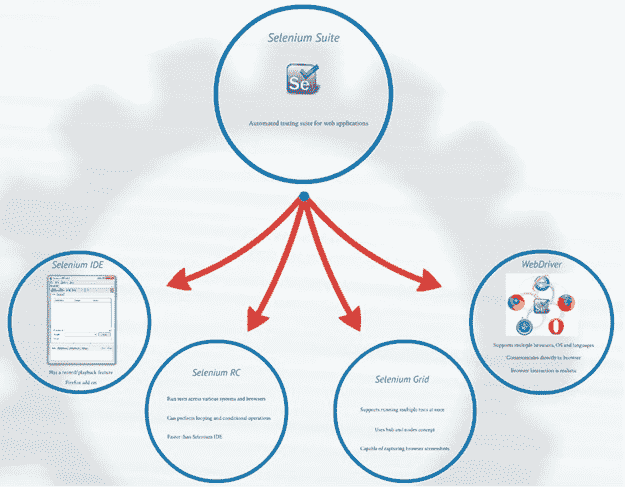 Selenium Suite
Se
Automated testing suite for web applications
Selenium IDE
Has a record/playback feature
Firefox add on
Selenium RC
Run tests across various systems and browsers
Can perform looping and conditional operations
Faster than Selenium IDE
Selenium Grid
Supports running multiple tests at once
Uses hub and nodes concept
Capable of capturing browser screenshots
WebDriver
Supports multiple browsers, OS and languages
Communicates directly to browser
Browser interaction is realistic